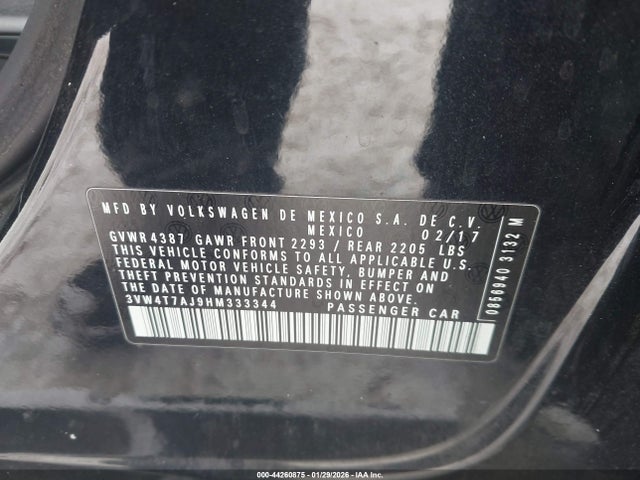 MFD BY VOLKSWAGEN DE MEXICO S.A. DE C.V.
MEXICO 02/17
GVWR 4387 GAWR FRONT 2293 / REAR 2205 LBS
THIS VEHICLE CONFORMS TO ALL APPLICABLE U.S.
FEDERAL MOTOR VEHICLE SAFETY, BUMPER AND
THEFT PREVENTION STANDARDS IN EFFECT ON
THE DATE OF MANUFACTURE SHOWN ABOVE.
3VW4T7AJ9HM333344 PASSENGER CAR
0856940 3132 M
000-44260875 - 01/29/2026 - IAA Inc.